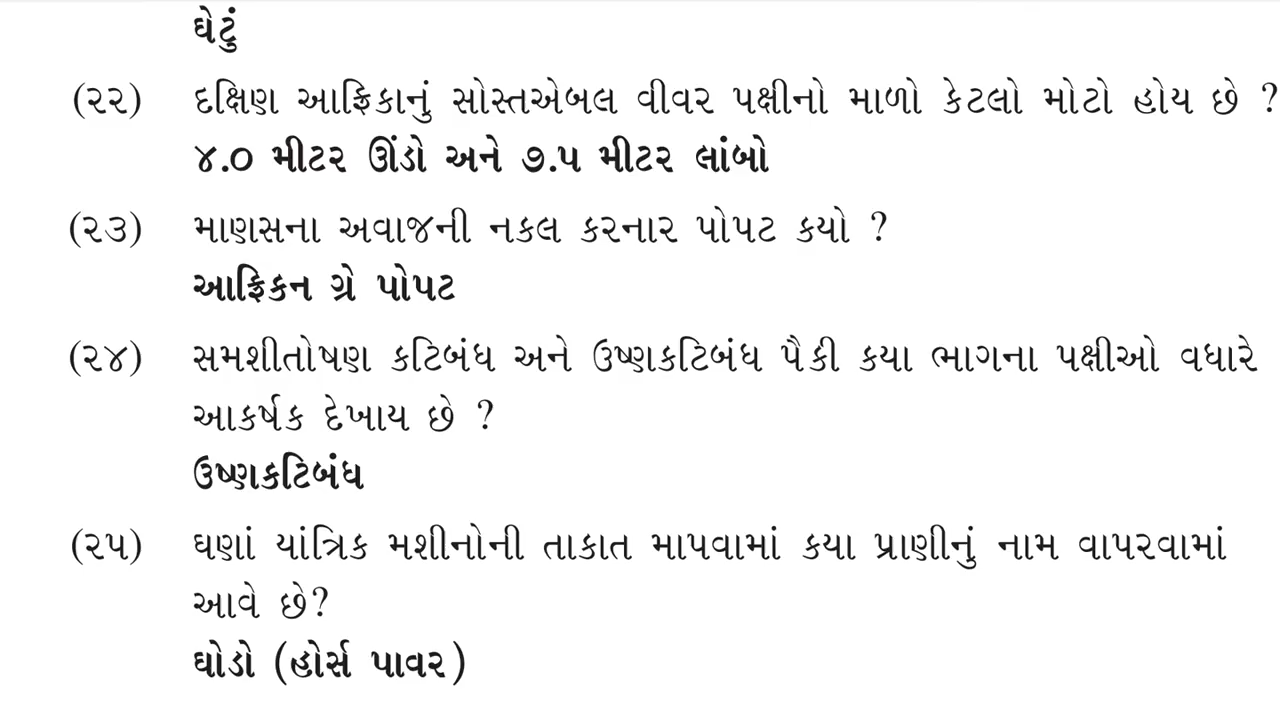 ઘેટું
(૨૨) દક્ષિણ આફ્રિકાનું સોસ્તએબલ વીવર પક્ષીનો માળો કેટલો મોટો હોય છે ?
૪.૦ મીટર ઊંડો અને ૭.૫ મીટર લાંબો
(૨૩) માણસના અવાજની નકલ કરનાર પોપટ કયો ?
આફ્રિકન ગ્રે પોપટ
(૨૪) સમશીતોષણ કટિબંધ અને ઉષ્ણકટિબંધ પૈકી કયા ભાગના પક્ષીઓ વધારે
આકર્ષક દેખાય છે ?
ઉષ્ણકટિબંધ
(૨૫) ઘણાં યાંત્રિક મશીનોની તાકાત માપવામાં કયા પ્રાણીનું નામ વાપરવામાં
આવે છે?
ઘોડો (હોર્સ પાવર)